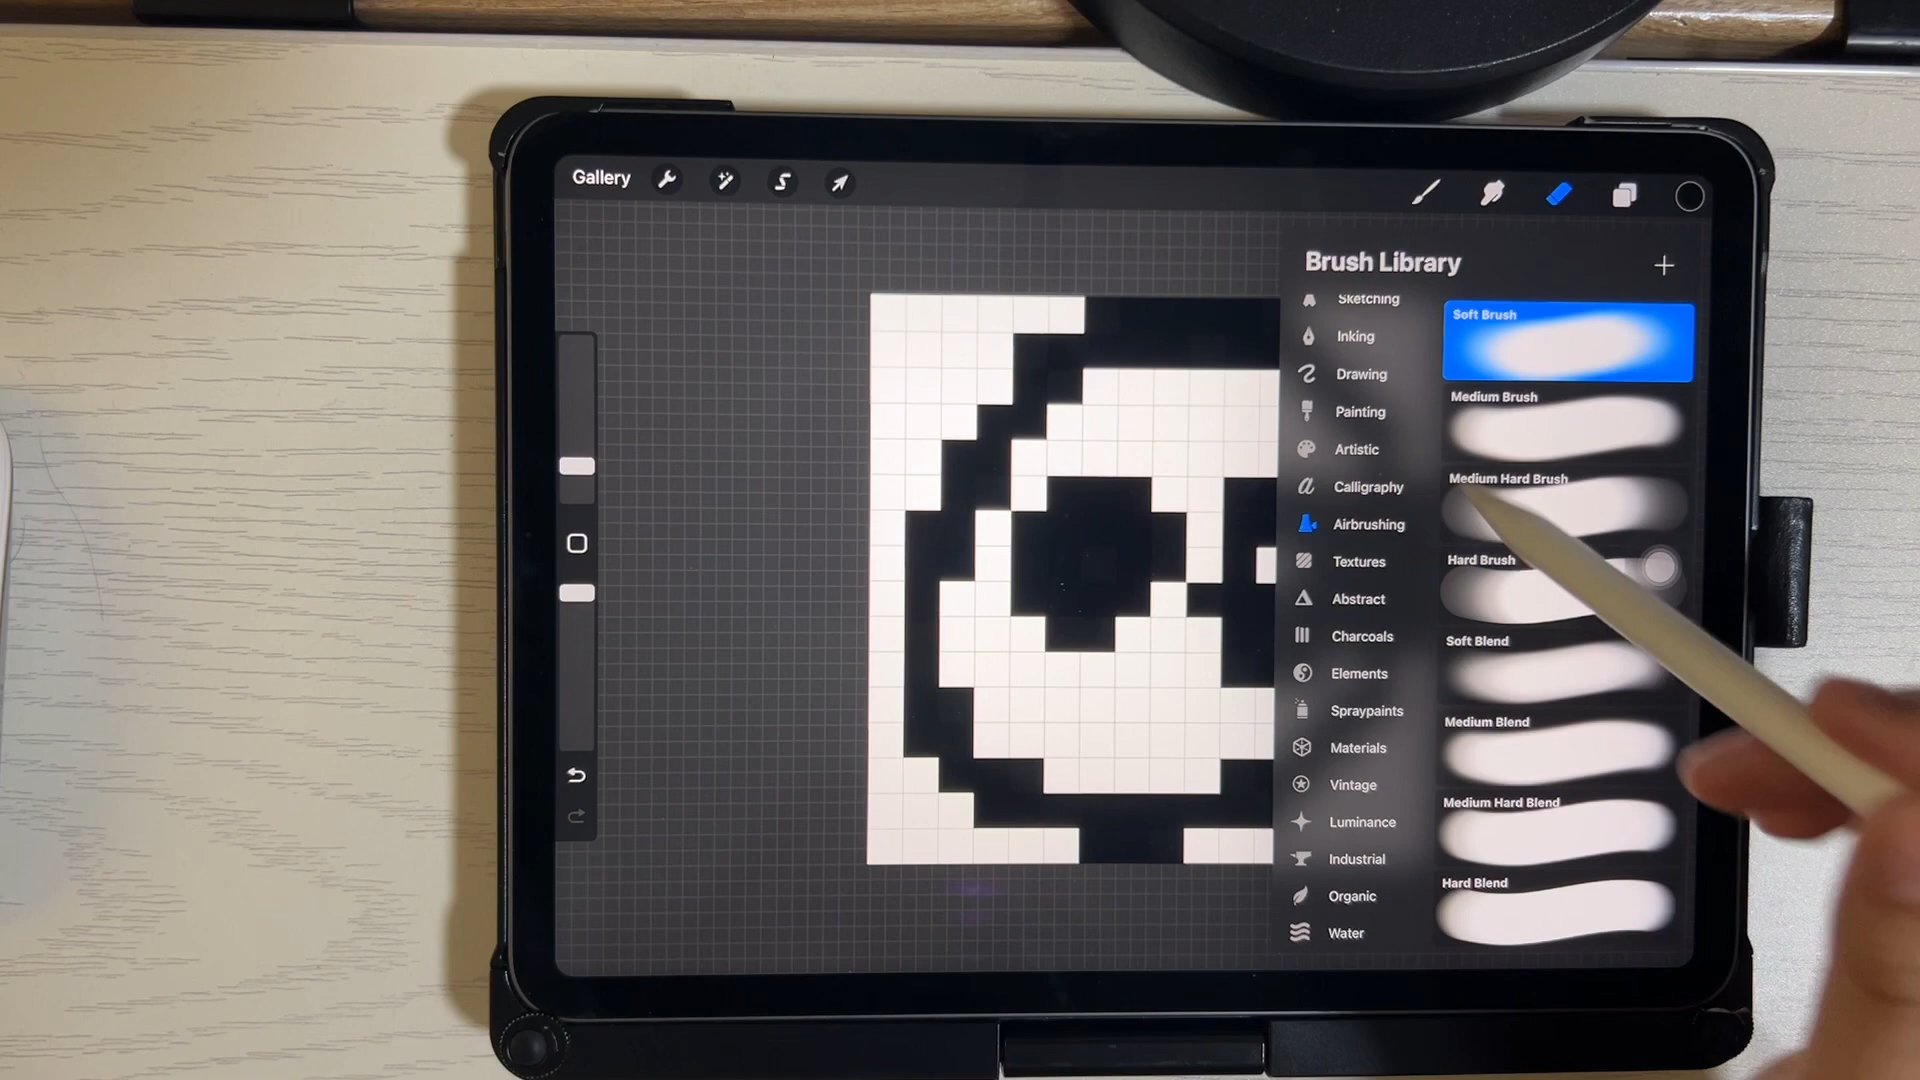 Gallery
Brush Library
Sketching
Inking
Drawing
Painting
Artistic
Calligraphy
Airbrushing
Textures
Abstract
Charcoals
Elements
Spraypaints
Materials
Vintage
Luminance
Industrial
Organic
Water
Soft Brush
Medium Brush
Medium Hard Brush
Hard Brush
Soft Blend
Medium Blend
Medium Hard Blend
Hard Blend